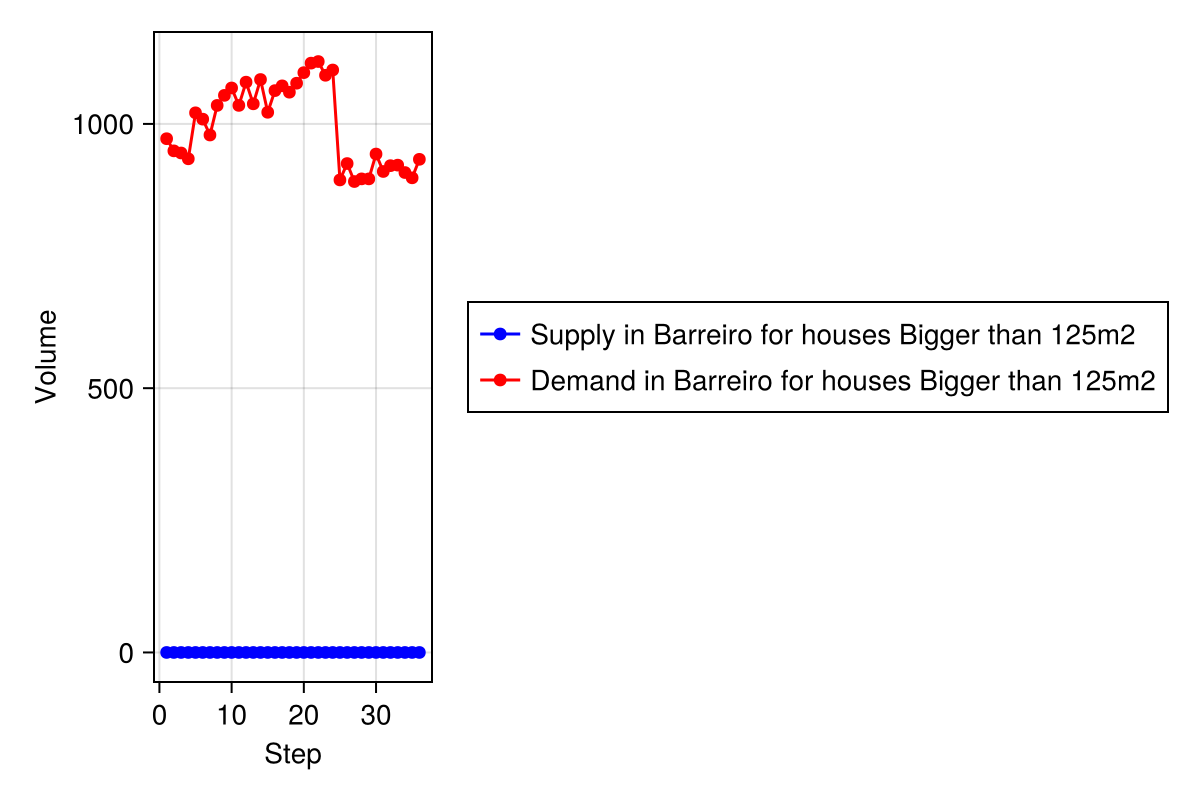 Volume
1000
500
0
0 10 20 30
Step
Supply in Barreiro for houses Bigger than 125m2
Demand in Barreiro for houses Bigger than 125m2